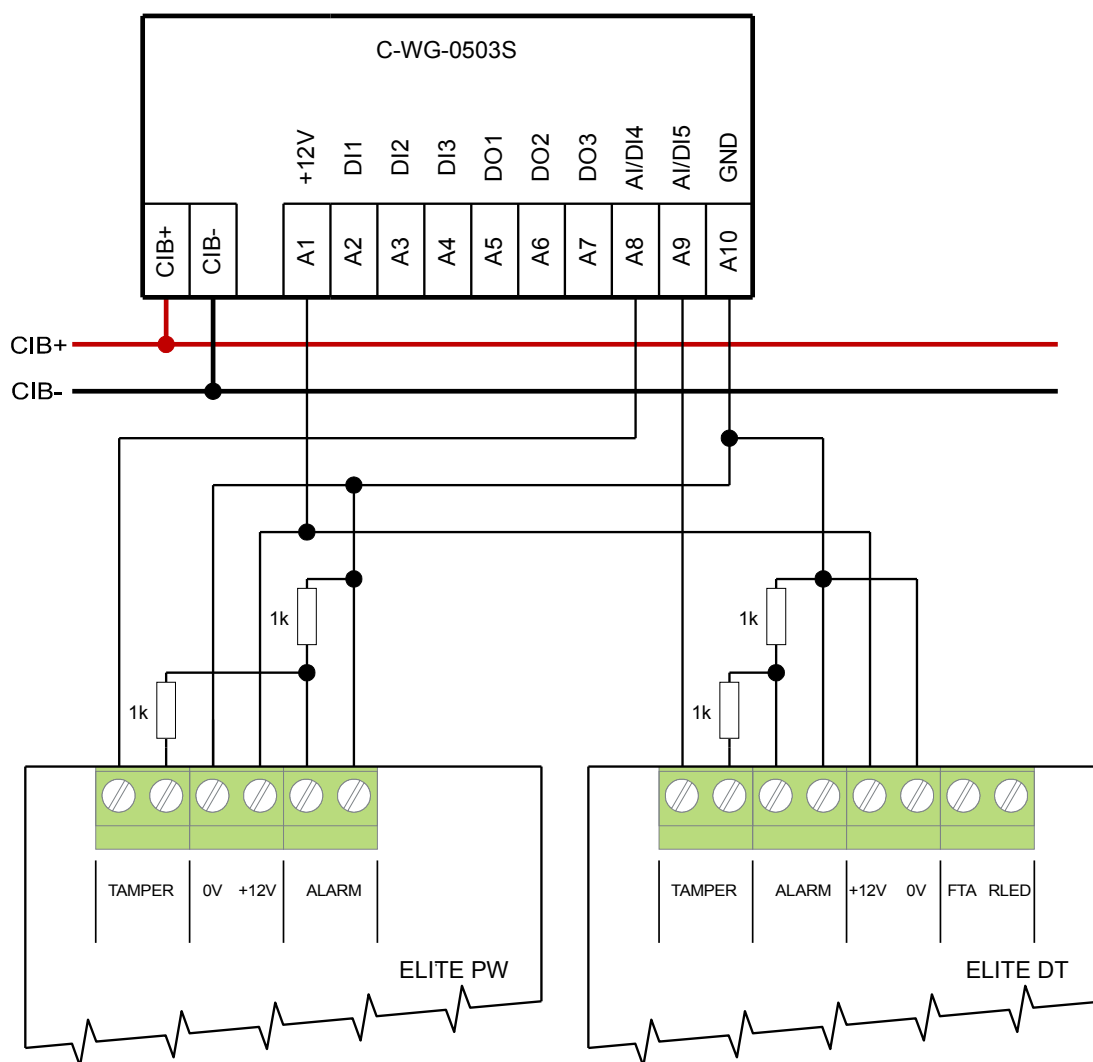 C-WG-0503S
+12V DI1 DI2 DI3 DO1 DO2 DO3 AI/DI4 AI/DI5 GND
CIB+ CIB- A1 A2 A3 A4 A5 A6 A7 A8 A9 A10
CIB+
CIB-
1k 1k
1k 1k
TAMPER 0V +12V ALARM TAMPER ALARM +12V 0V FTA RLED
ELITE PW ELITE DT